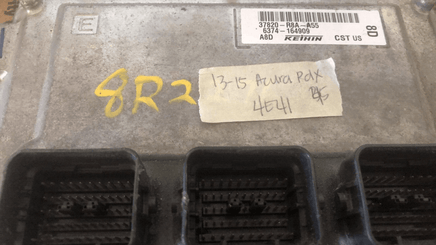 37820-R8A-A55
6374-164909
A8D KEIHIN CST US
8D
8R2
13-15 Acura Rdx
4E41